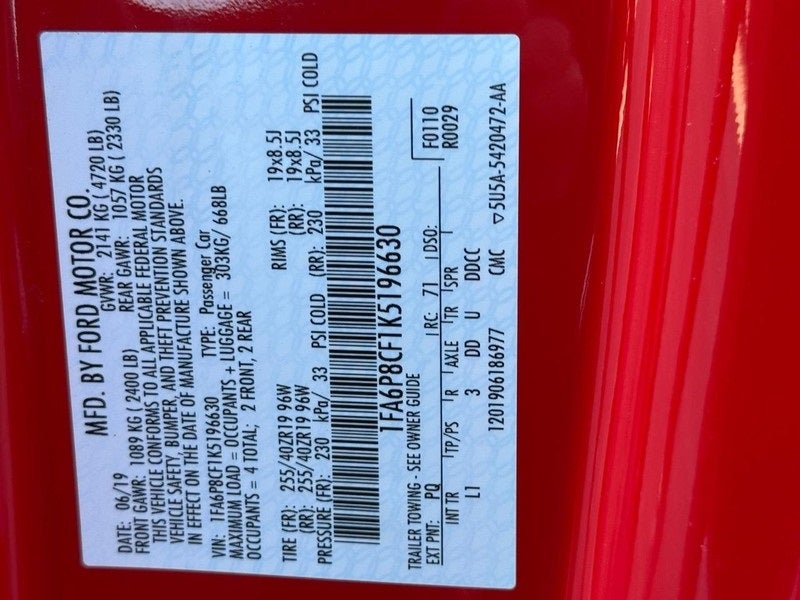 MFD. BY FORD MOTOR CO.
DATE: 06/19 GVWR: 2141 KG ( 4720 LB)
FRONT GAWR: 1089 KG ( 2400 LB) REAR GAWR: 1057 KG ( 2330 LB)
THIS VEHICLE CONFORMS TO ALL APPLICABLE FEDERAL MOTOR
VEHICLE SAFETY, BUMPER, AND THEFT PREVENTION STANDARDS
IN EFFECT ON THE DATE OF MANUFACTURE SHOWN ABOVE.
VIN: 1FA6P8CF1K5196630 TYPE: Passenger Car
MAXIMUM LOAD = OCCUPANTS + LUGGAGE = 303KG/ 668LB
OCCUPANTS = 4 TOTAL; 2 FRONT, 2 REAR
TIRE (FR): 255/40ZR19 96W RIMS (FR): 19x8.5J
(RR): 255/40ZR19 96W (RR): 19x8.5J
PRESSURE (FR): 230 kPa/ 33 PSI COLD (RR): 230 kPa/ 33 PSI COLD
1FA6P8CF1K5196630
TRAILER TOWING - SEE OWNER GUIDE F0110
EXT PNT: PQ RC: 71 DSO: R0029
INT TR TP/PS R AXLE TR SPR
L1 3 DD U DDCC
1201906186977 CMC ▽5U5A-5420472-AA